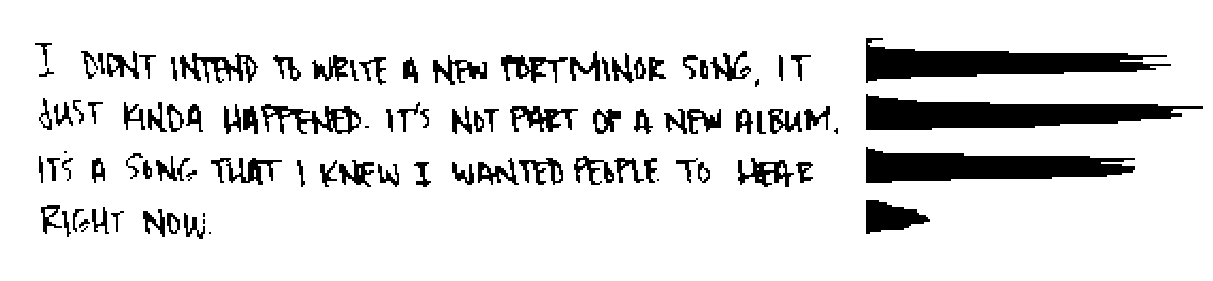 I DIDNT INTEND TO WRITE A NEW FORTMINOR SONG, IT
JUST KINDA HAPPENED. IT'S NOT PART OF A NEW ALBUM.
IT'S A SONG THAT I KNEW I WANTED PEOPLE TO HEAR
RIGHT NOW.